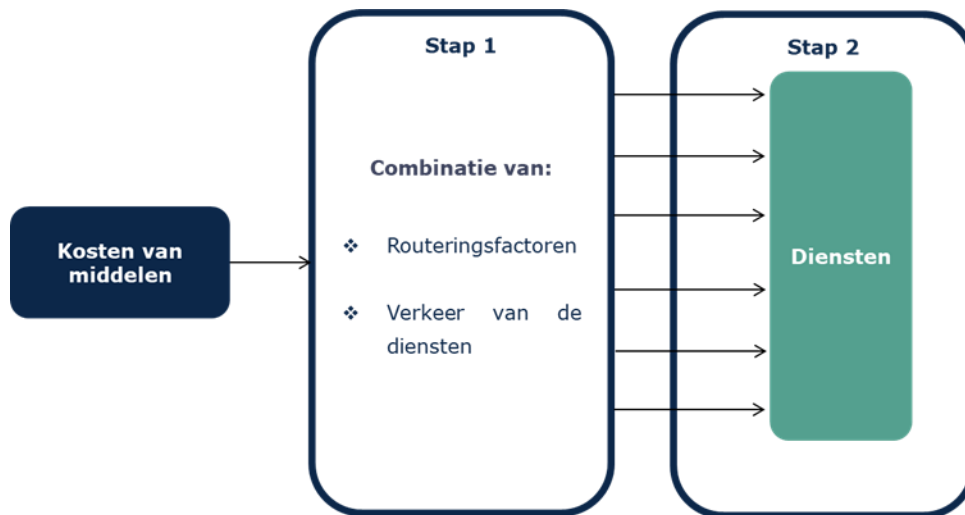 Stap 1
Stap 2
Combinatie van:
Kosten van
middelen
❖ Routeringsfactoren
Diensten
❖ Verkeer van de
diensten